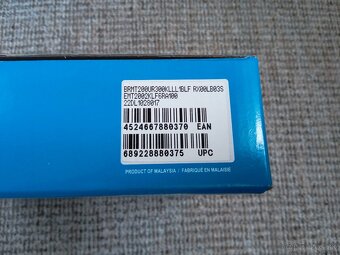 BRMT200UR300KLLL1BLF RX00LB03S
EMT2002KLF6RA100
22DL1028017
4524667880370 EAN
689228880375 UPC
PRODUCT OF MALAYSIA / FABRIQUÉ EN MALAISIE